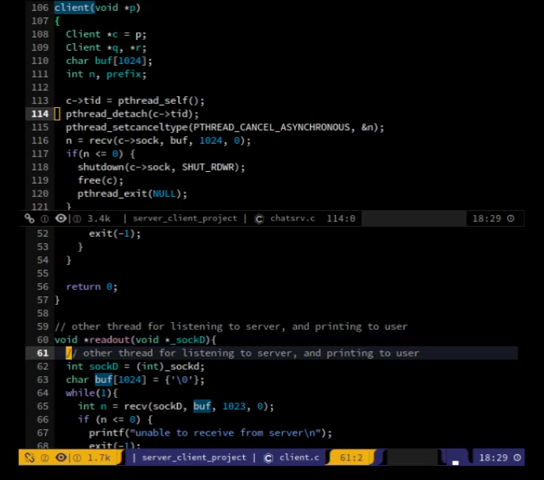 106 client(void *p)
107 {
108 Client *c = p;
109 Client *q, *r;
110 char buf[1024];
111 int n, prefix;
112
113 c->tid = pthread_self();
114 pthread_detach(c->tid);
115 pthread_setcanceltype(PTHREAD_CANCEL_ASYNCHRONOUS, &n);
116 n = recv(c->sock, buf, 1024, 0);
117 if(n <= 0) {
118 shutdown(c->sock, SHUT_RDWR);
119 free(c);
120 pthread_exit(NULL);
121 }
3.4k | server_client_project | C chatsrv.c 114:0 18:29
52 exit(-1);
53 }
54 }
55
56 return 0;
57 }
58
59 // other thread for listening to server, and printing to user
60 void *readout(void *_sockD){
61 // other thread for listening to server, and printing to user
62 int sockD = (int)_sockd;
63 char buf[1024] = {'\0'};
64 while(1){
65 int n = recv(sockD, buf, 1023, 0);
66 if (n <= 0) {
67 printf("unable to receive from server\n");
68 exit(-1);
1.7k | server_client_project | C client.c 61:2 18:29